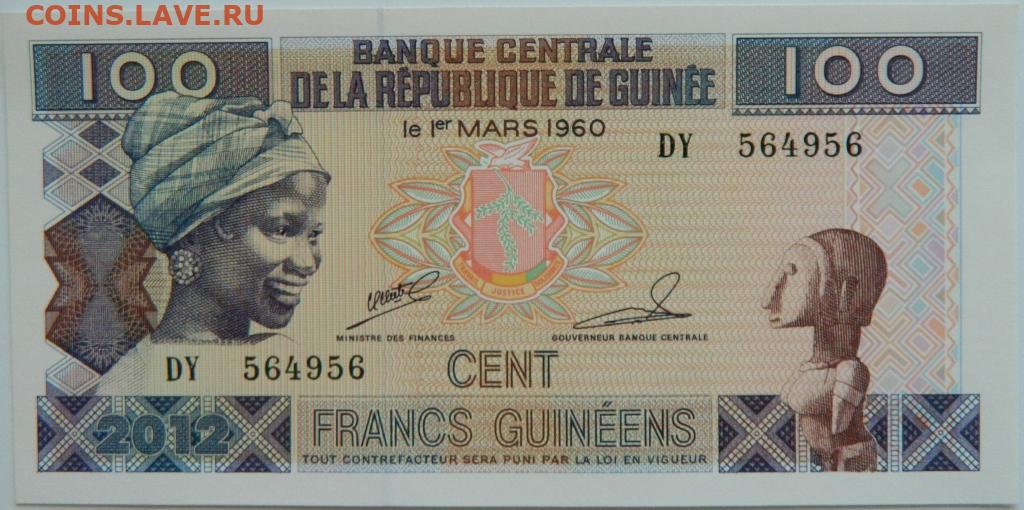 COINS.LAVE.RU
100 100
BANQUE CENTRALE
DE LA RÉPUBLIQUE DE GUINÉE
le 1er MARS 1960
DY 564956
JUSTICE
MINISTRE DES FINANCES GOUVERNEUR BANQUE CENTRALE
DY 564956
CENT
2012
FRANCS GUINÉENS
TOUT CONTREFACTEUR SERA PUNI PAR LA LOI EN VIGUEUR